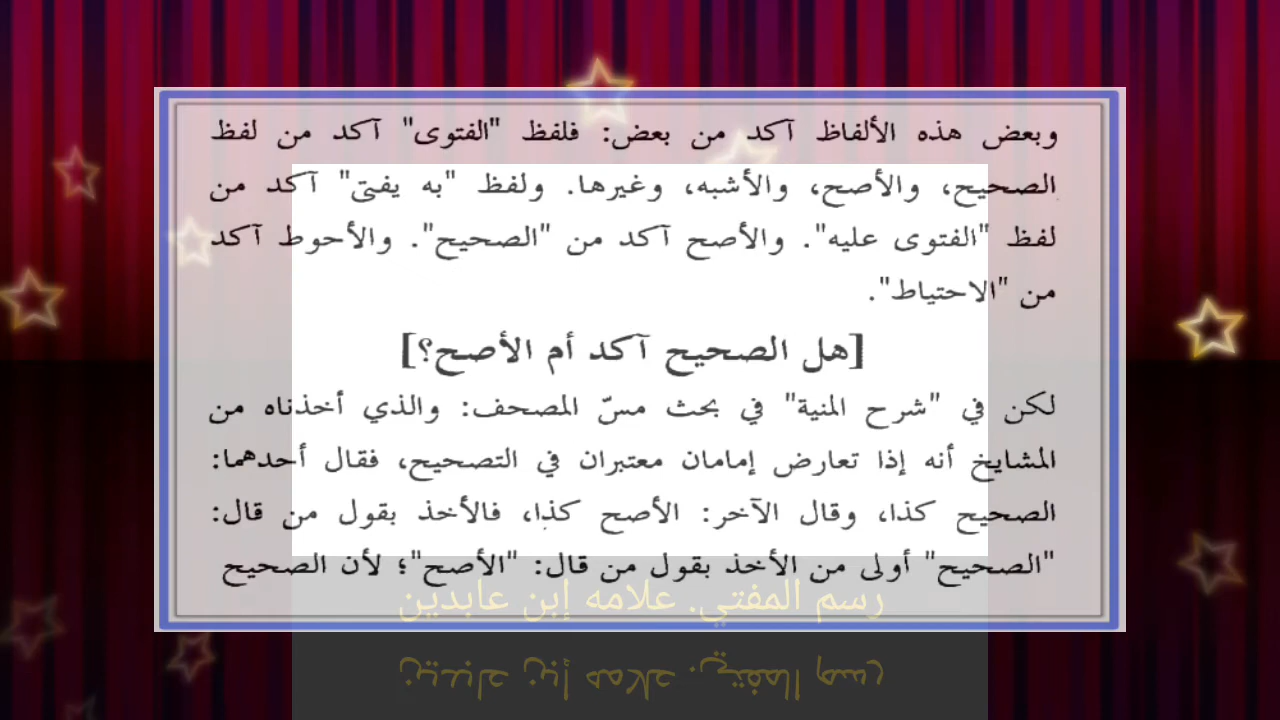 وبعض هذه الألفاظ آكد من بعض: فلفظ "الفتوى" آكد من لفظ
الصحيح، والأصح، والأشبه، وغيرها. ولفظ "به يفتى" آكد من
لفظ "الفتوى عليه". والأصح آكد من "الصحيح". والأحوط آكد
من "الاحتياط".
[هل الصحيح آكد أم الأصح؟]
لكن في "شرح المنية" في بحث مسّ المصحف: والذي أخذناه من
المشايخ أنه إذا تعارض إمامان معتبران في التصحيح، فقال أحدهما:
الصحيح كذا، وقال الآخر: الأصح كذا، فالأخذ بقول من قال:
"الصحيح" أولى من الأخذ بقول من قال: "الأصح"؛ لأن الصحيح
رسم المفتي. علامه إبن عابدين